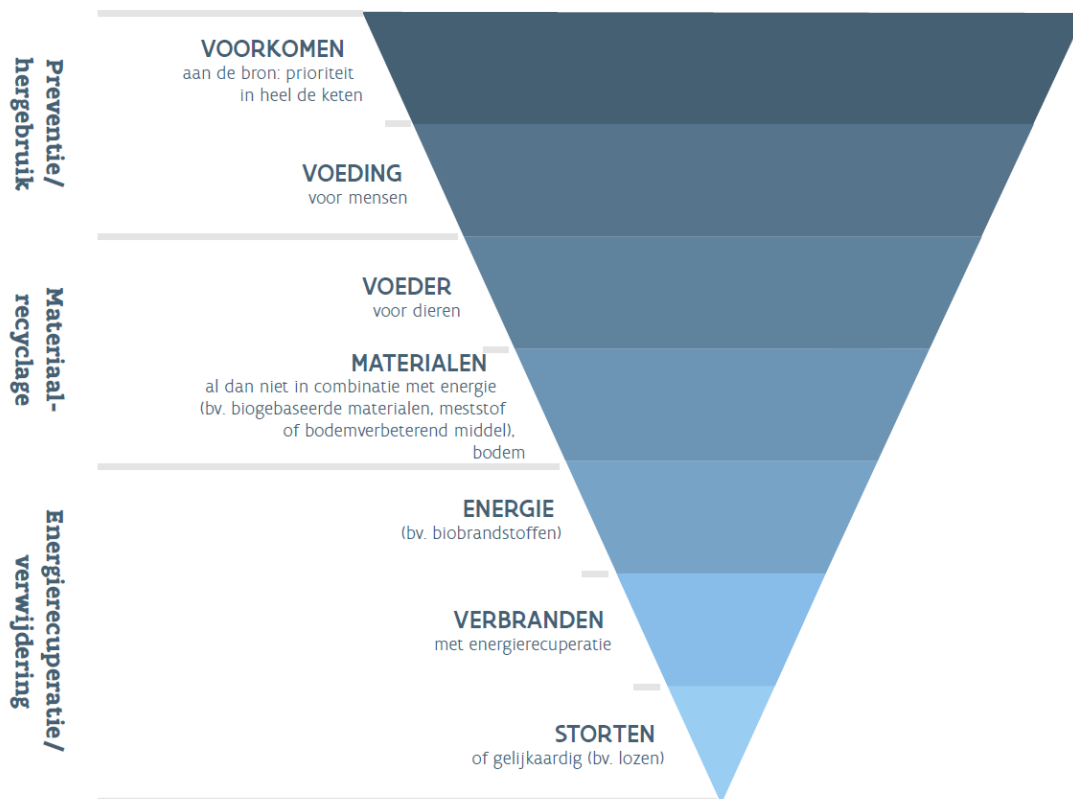 Preventie/
hergebruik
VOORKOMEN
aan de bron: prioriteit
in heel de keten
VOEDING
voor mensen
Materiaal-
recyclage
VOEDER
voor dieren
MATERIALEN
al dan niet in combinatie met energie
(bv. biogebaseerde materialen, meststof
of bodemverbeterend middel),
bodem
Energierecuperatie/
verwijdering
ENERGIE
(bv. biobrandstoffen)
VERBRANDEN
met energierecuperatie
STORTEN
of gelijkaardig (bv. lozen)